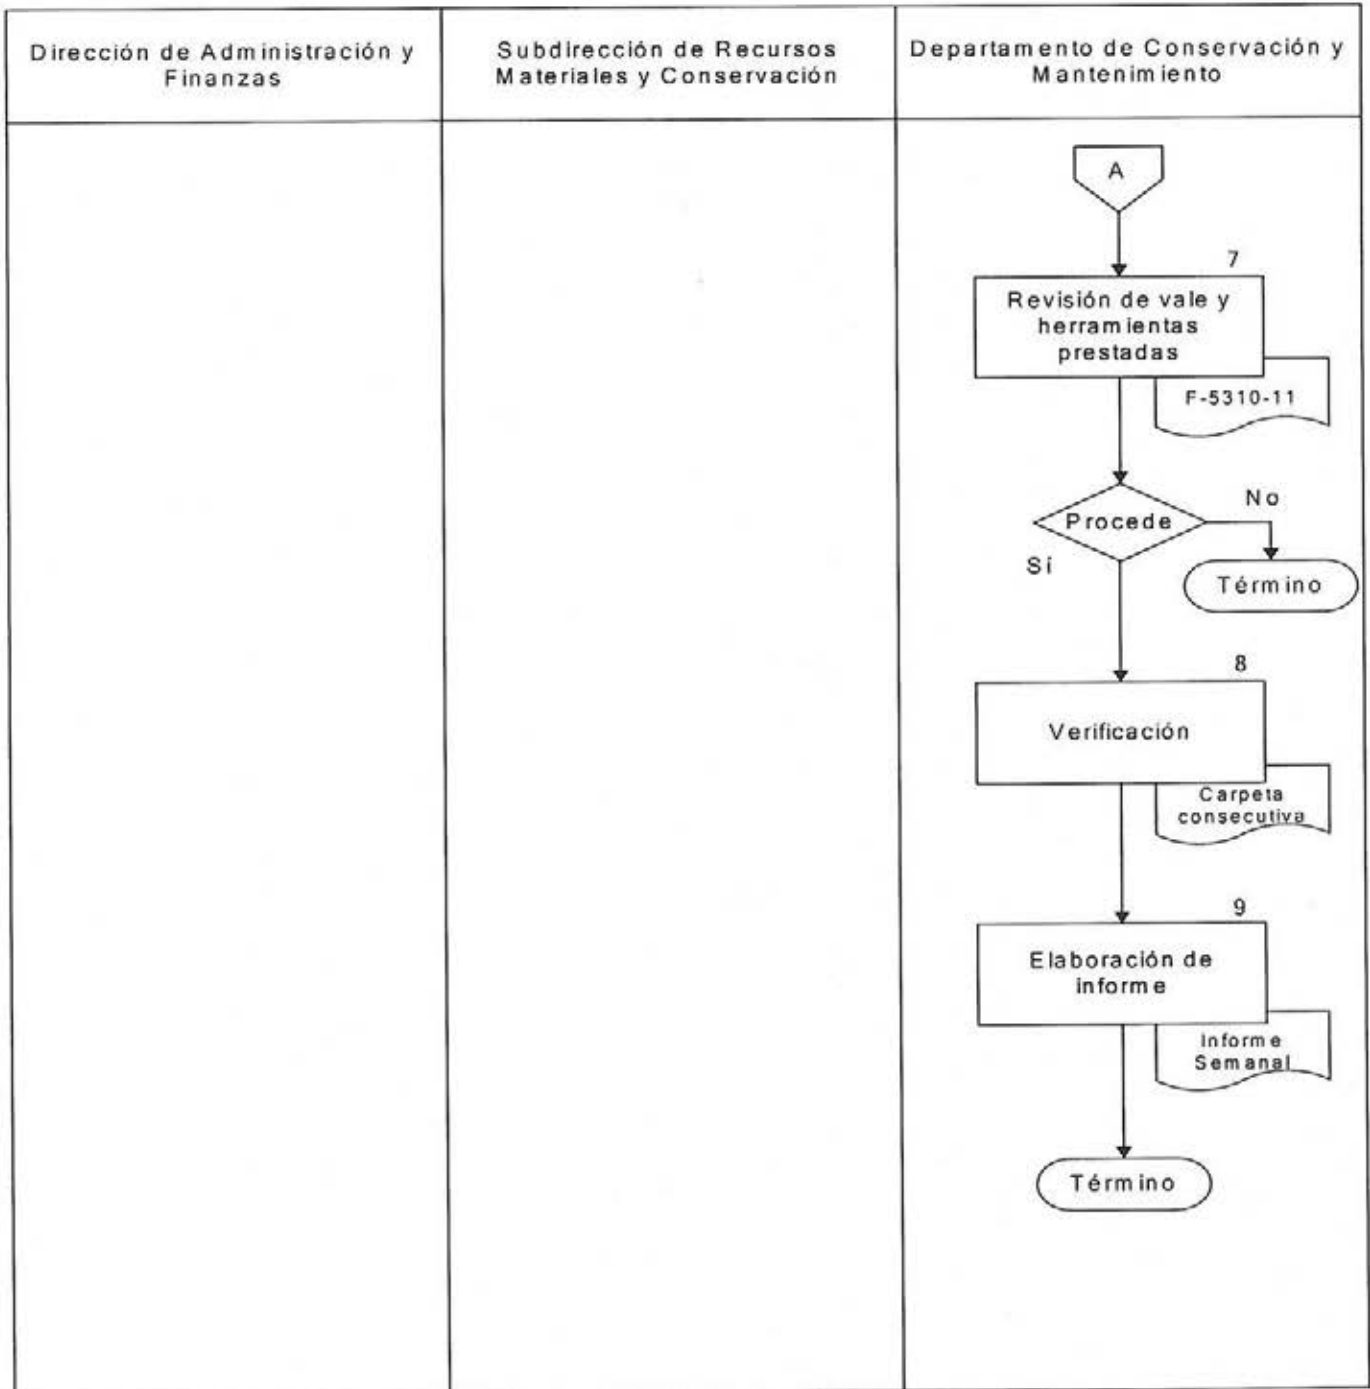 Dirección de Administración y
Finanzas
Subdirección de Recursos
Materiales y Conservación
Departamento de Conservación y
Mantenimiento
A
7
Revisión de vale y
herramientas
prestadas
F-5310-11
Procede
No
Sí
Término
8
Verificación
Carpeta
consecutiva
9
Elaboración de
informe
Informe
Semanal
Término